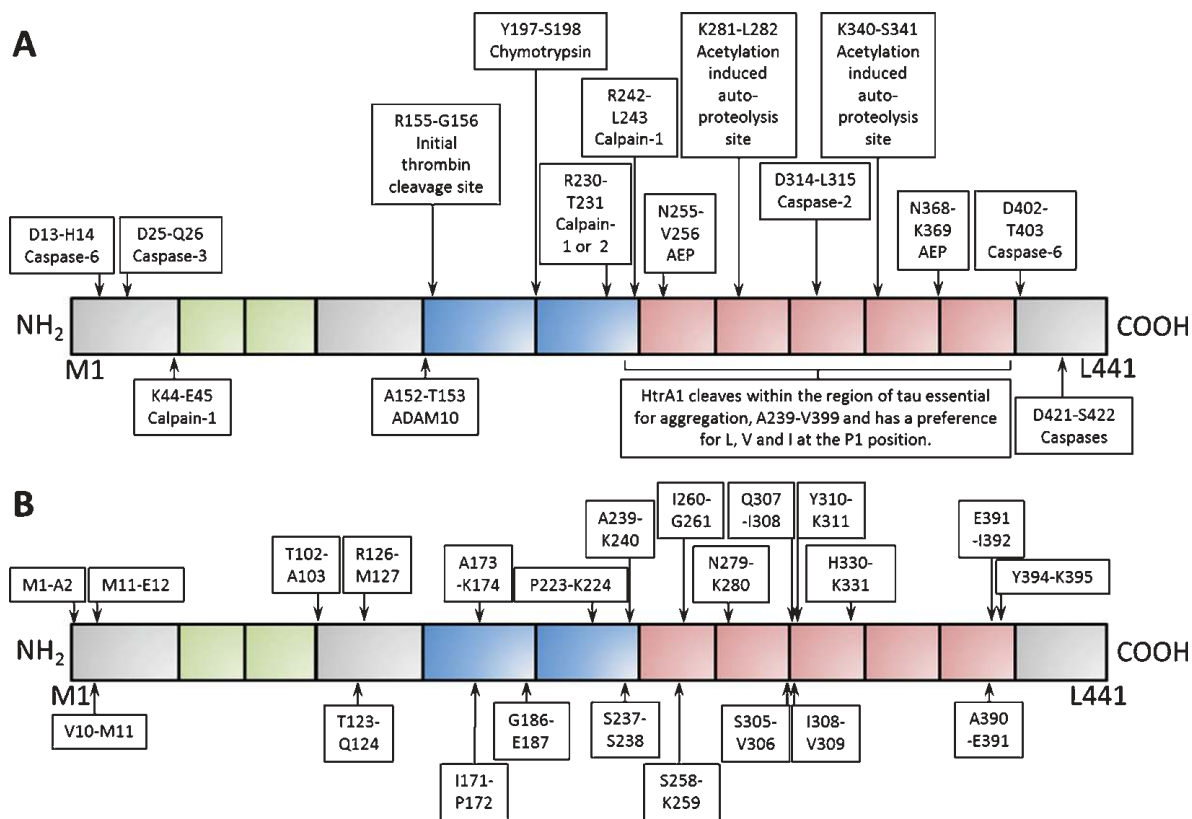 A
Y197-S198
Chymotrypsin
K281-L282
Acetylation
induced
auto-
proteolysis
site
K340-S341
Acetylation
induced
auto-
proteolysis
site
R242-
L243
Calpain-1
R155-G156
Initial
thrombin
cleavage site
R230-
T231
Calpain-
1 or 2
D314-L315
Caspase-2
N255-
V256
AEP
N368-
K369
AEP
D402-
T403
Caspase-6
D13-H14
Caspase-6
D25-Q26
Caspase-3
NH2
COOH
M1
L441
K44-E45
Calpain-1
A152-T153
ADAM10
HtrA1 cleaves within the region of tau essential
for aggregation, A239-V399 and has a preference
for L, V and I at the P1 position.
D421-S422
Caspases
B
I260-
G261
Q307
-I308
Y310-
K311
A239-
K240
E391
-I392
T102-
A103
R126-
M127
A173
-K174
N279-
K280
H330-
K331
M1-A2
M11-E12
P223-K224
Y394-K395
NH2
COOH
M1
L441
V10-M11
T123-
Q124
G186-
E187
S237-
S238
S305-
V306
I308-
V309
A390
-E391
I171-
P172
S258-
K259